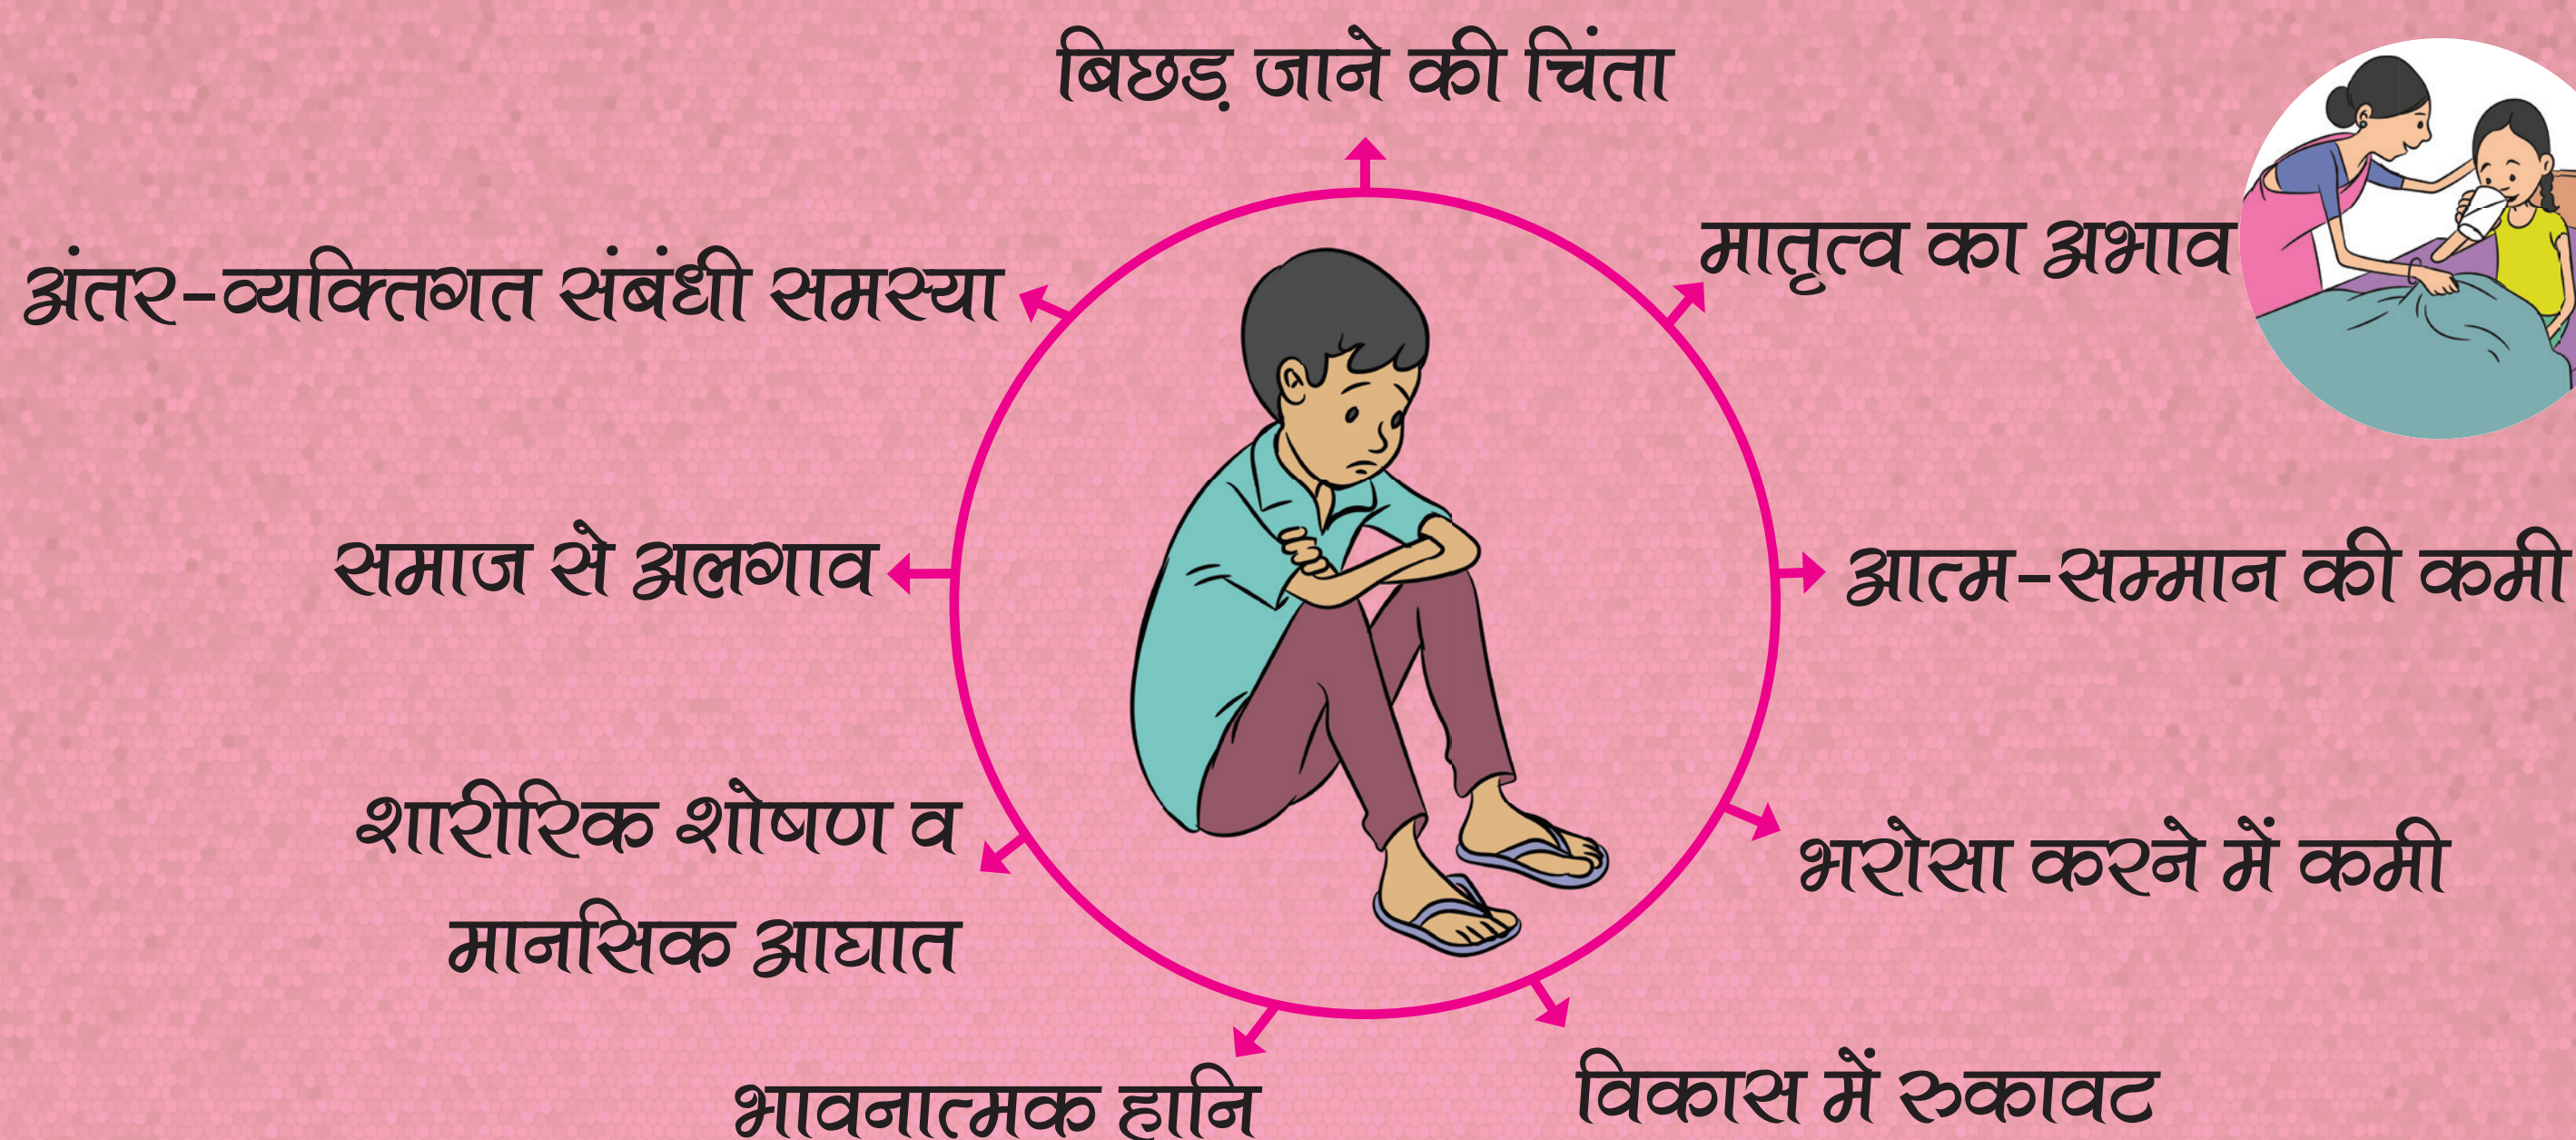 बिछड़ जाने की चिंता
मातृत्व का अभाव
अंतर-व्यक्तिगत संबंधी समस्या
समाज से अलगाव
आत्म-सम्मान की कमी
शारीरिक शोषण व
मानसिक आघात
भरोसा करने में कमी
भावनात्मक हानि
विकास में रुकावट